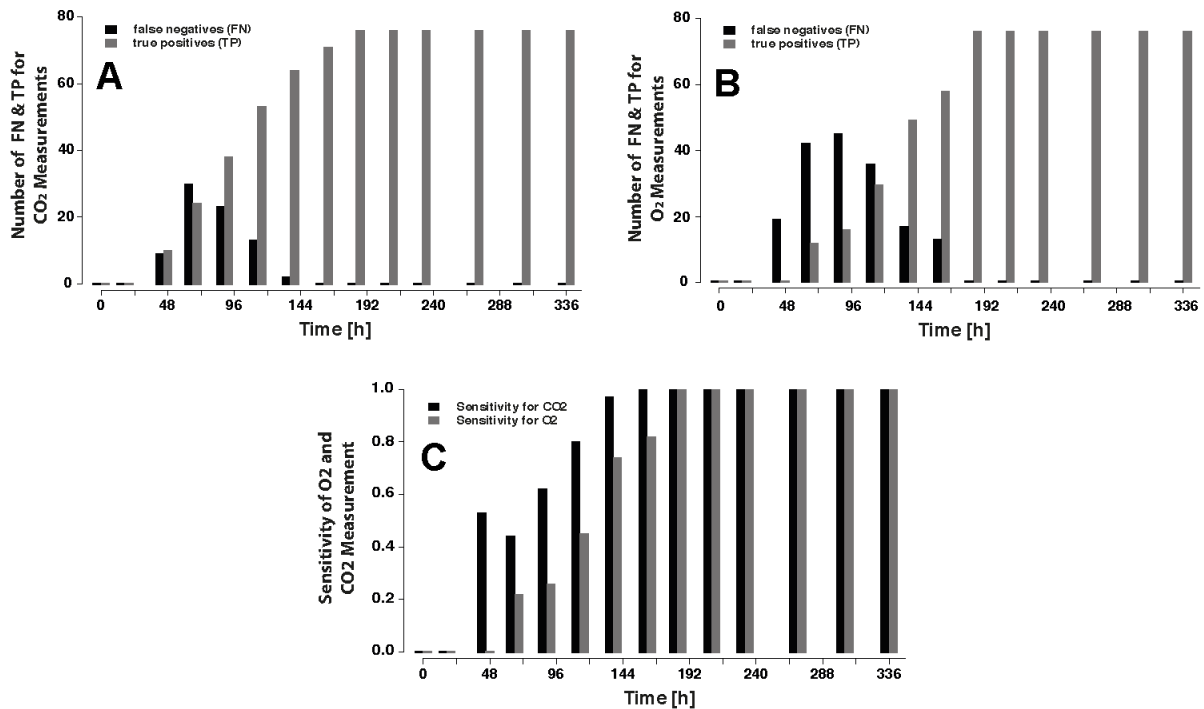 false negatives (FN)
true positives (TP)
A
Number of FN & TP for
CO₂ Measurements
80
60
40
20
0
0 48 96 144 192 240 288 336
Time [h]
false negatives (FN)
true positives (TP)
B
Number of FN & TP for
O₂ Measurements
80
60
40
20
0
0 48 96 144 192 240 288 336
Time [h]
Sensitivity for CO2
Sensitivity for O2
C
Sensitivity of O2 and
CO2 Measurement
1.0
0.8
0.6
0.4
0.2
0.0
0 48 96 144 192 240 288 336
Time [h]